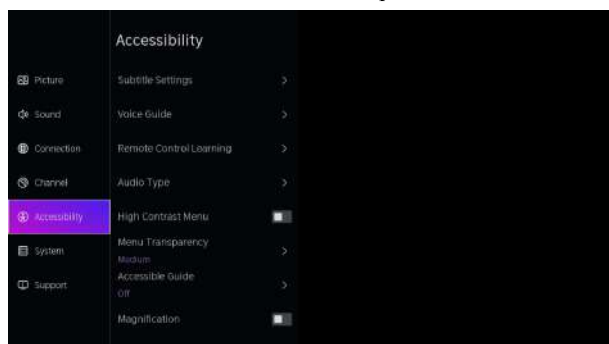 Accessibility
Picture
Sound
Connection
Channel
Accessibility
System
Support
Subtitle Settings
Voice Guide
Remote Control Learning
Audio Type
High Contrast Menu
Menu Transparency
Medium
Accessible Guide
Off
Magnification